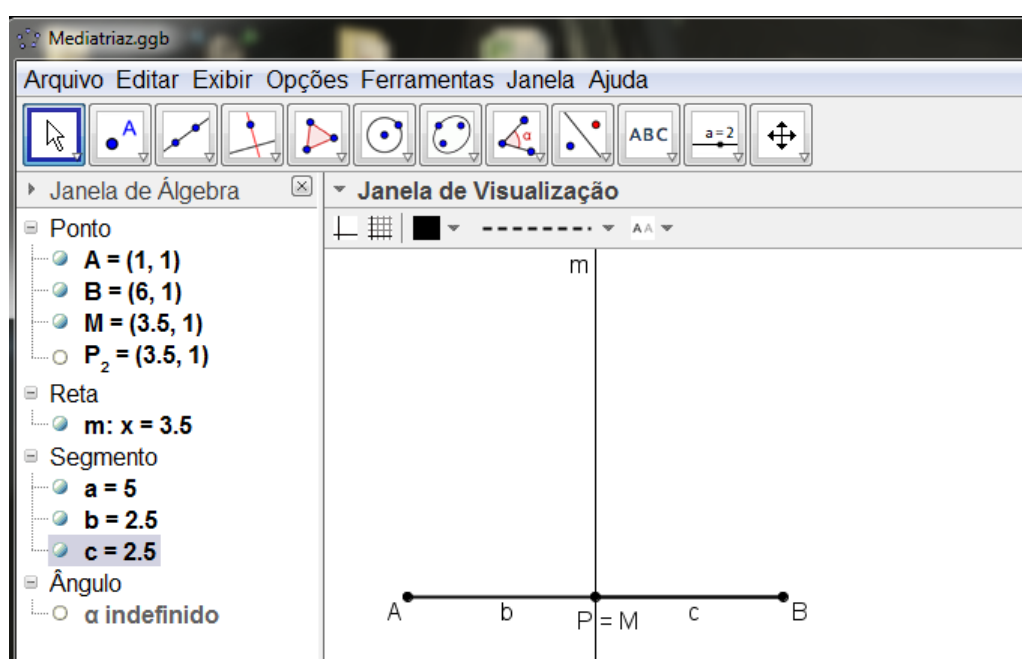 Mediatriaz.ggb
Arquivo Editar Exibir Opções Ferramentas Janela Ajuda
A α ABC a=2
Janela de Álgebra
Ponto
A = (1, 1)
B = (6, 1)
M = (3.5, 1)
P₂ = (3.5, 1)
Reta
m: x = 3.5
Segmento
a = 5
b = 2.5
c = 2.5
Ângulo
α indefinido
Janela de Visualização
A A
m
A b P = M c B